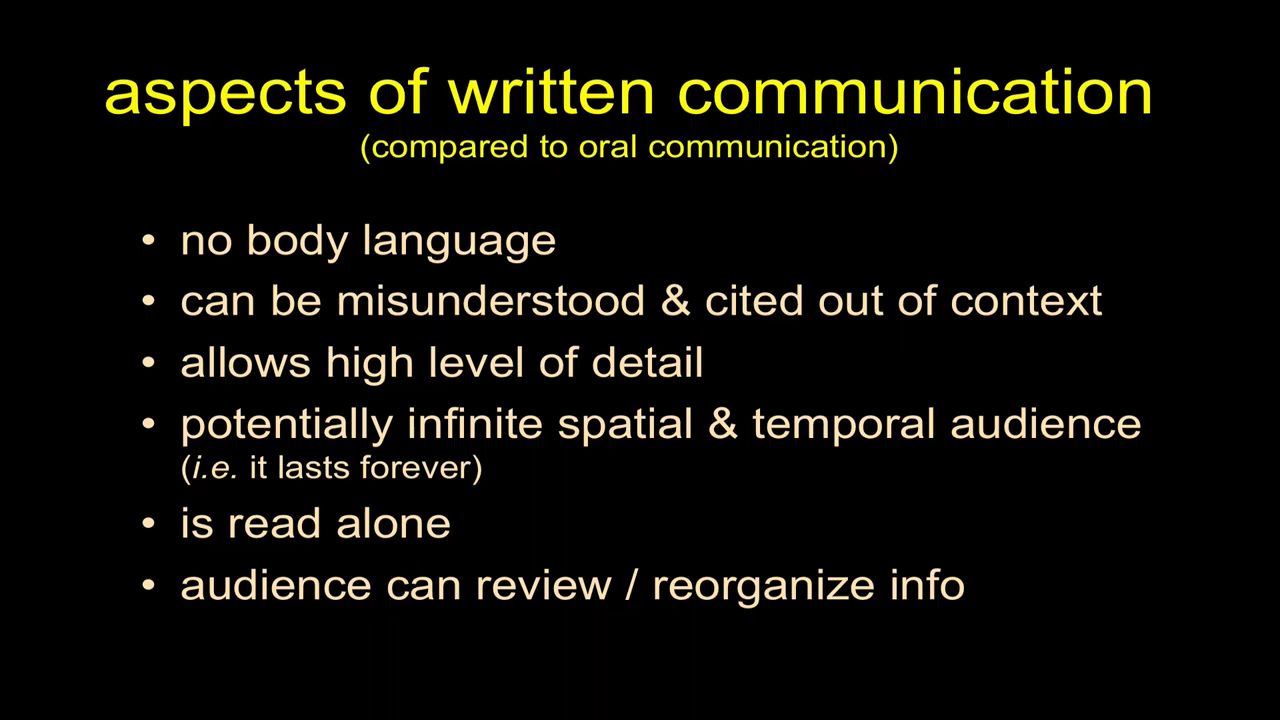 aspects of written communication
(compared to oral communication)
• no body language
• can be misunderstood & cited out of context
• allows high level of detail
• potentially infinite spatial & temporal audience
(i.e. it lasts forever)
• is read alone
• audience can review / reorganize info